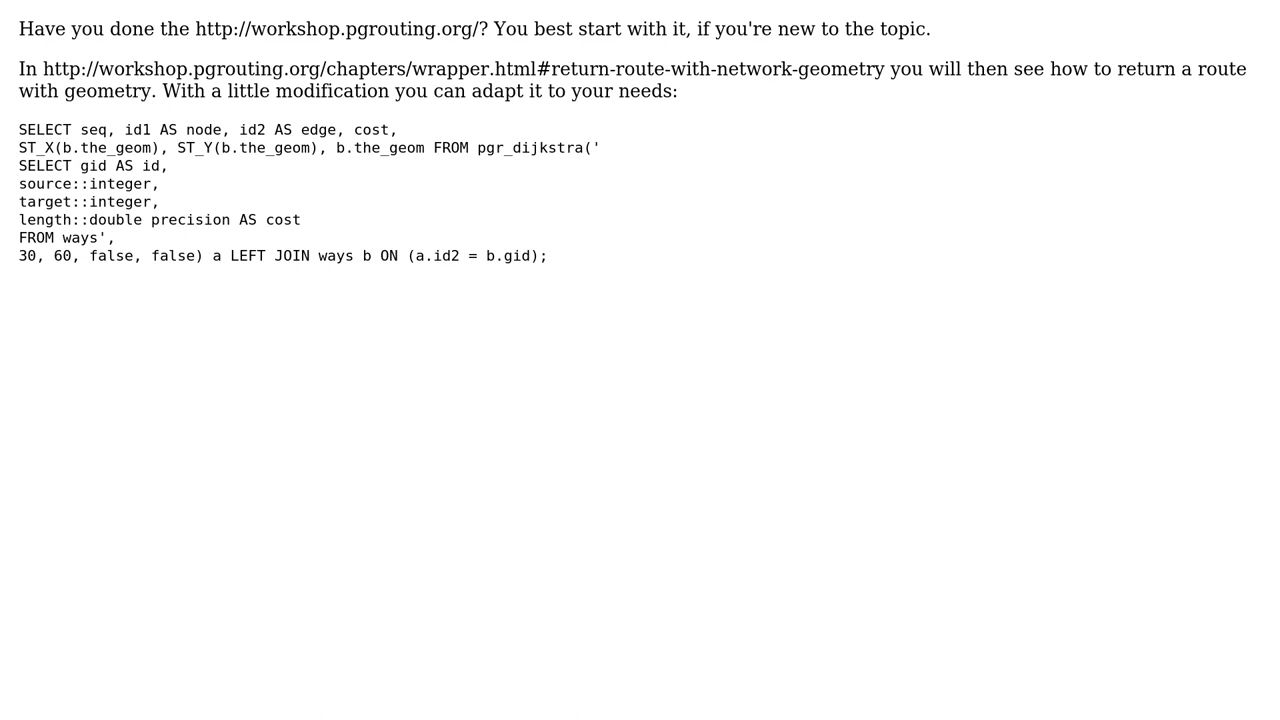 Have you done the http://workshop.pgrouting.org/? You best start with it, if you're new to the topic.
In http://workshop.pgrouting.org/chapters/wrapper.html#return-route-with-network-geometry you will then see how to return a route
with geometry. With a little modification you can adapt it to your needs:
SELECT seq, id1 AS node, id2 AS edge, cost,
ST_X(b.the_geom), ST_Y(b.the_geom), b.the_geom FROM pgr_dijkstra('
SELECT gid AS id,
source::integer,
target::integer,
length::double precision AS cost
FROM ways',
30, 60, false, false) a LEFT JOIN ways b ON (a.id2 = b.gid);